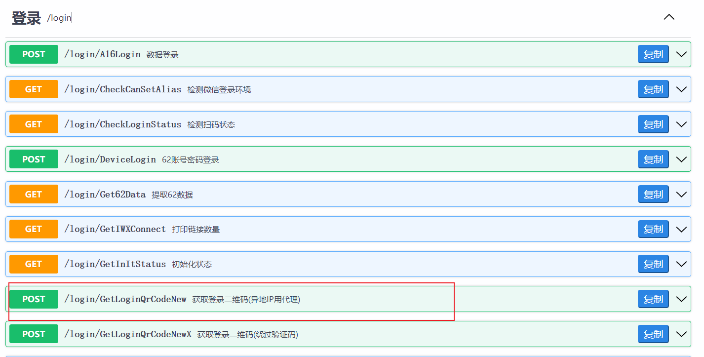 登录 /login
POST /login/A16Login 数据登录 复制
GET /login/CheckCanSetAlias 检测微信登录环境 复制
GET /login/CheckLoginStatus 检测扫码状态 复制
POST /login/DeviceLogin 62账号密码登录 复制
GET /login/Get62Data 提取62数据 复制
GET /login/GetIWXConnect 打印链接数量 复制
GET /login/GetInItStatus 初始化状态 复制
POST /login/GetLoginQrCodeNew 获取登录二维码(异地IP用代理) 复制
POST /login/GetLoginQrCodeNewX 获取登录二维码(绕过验证码) 复制